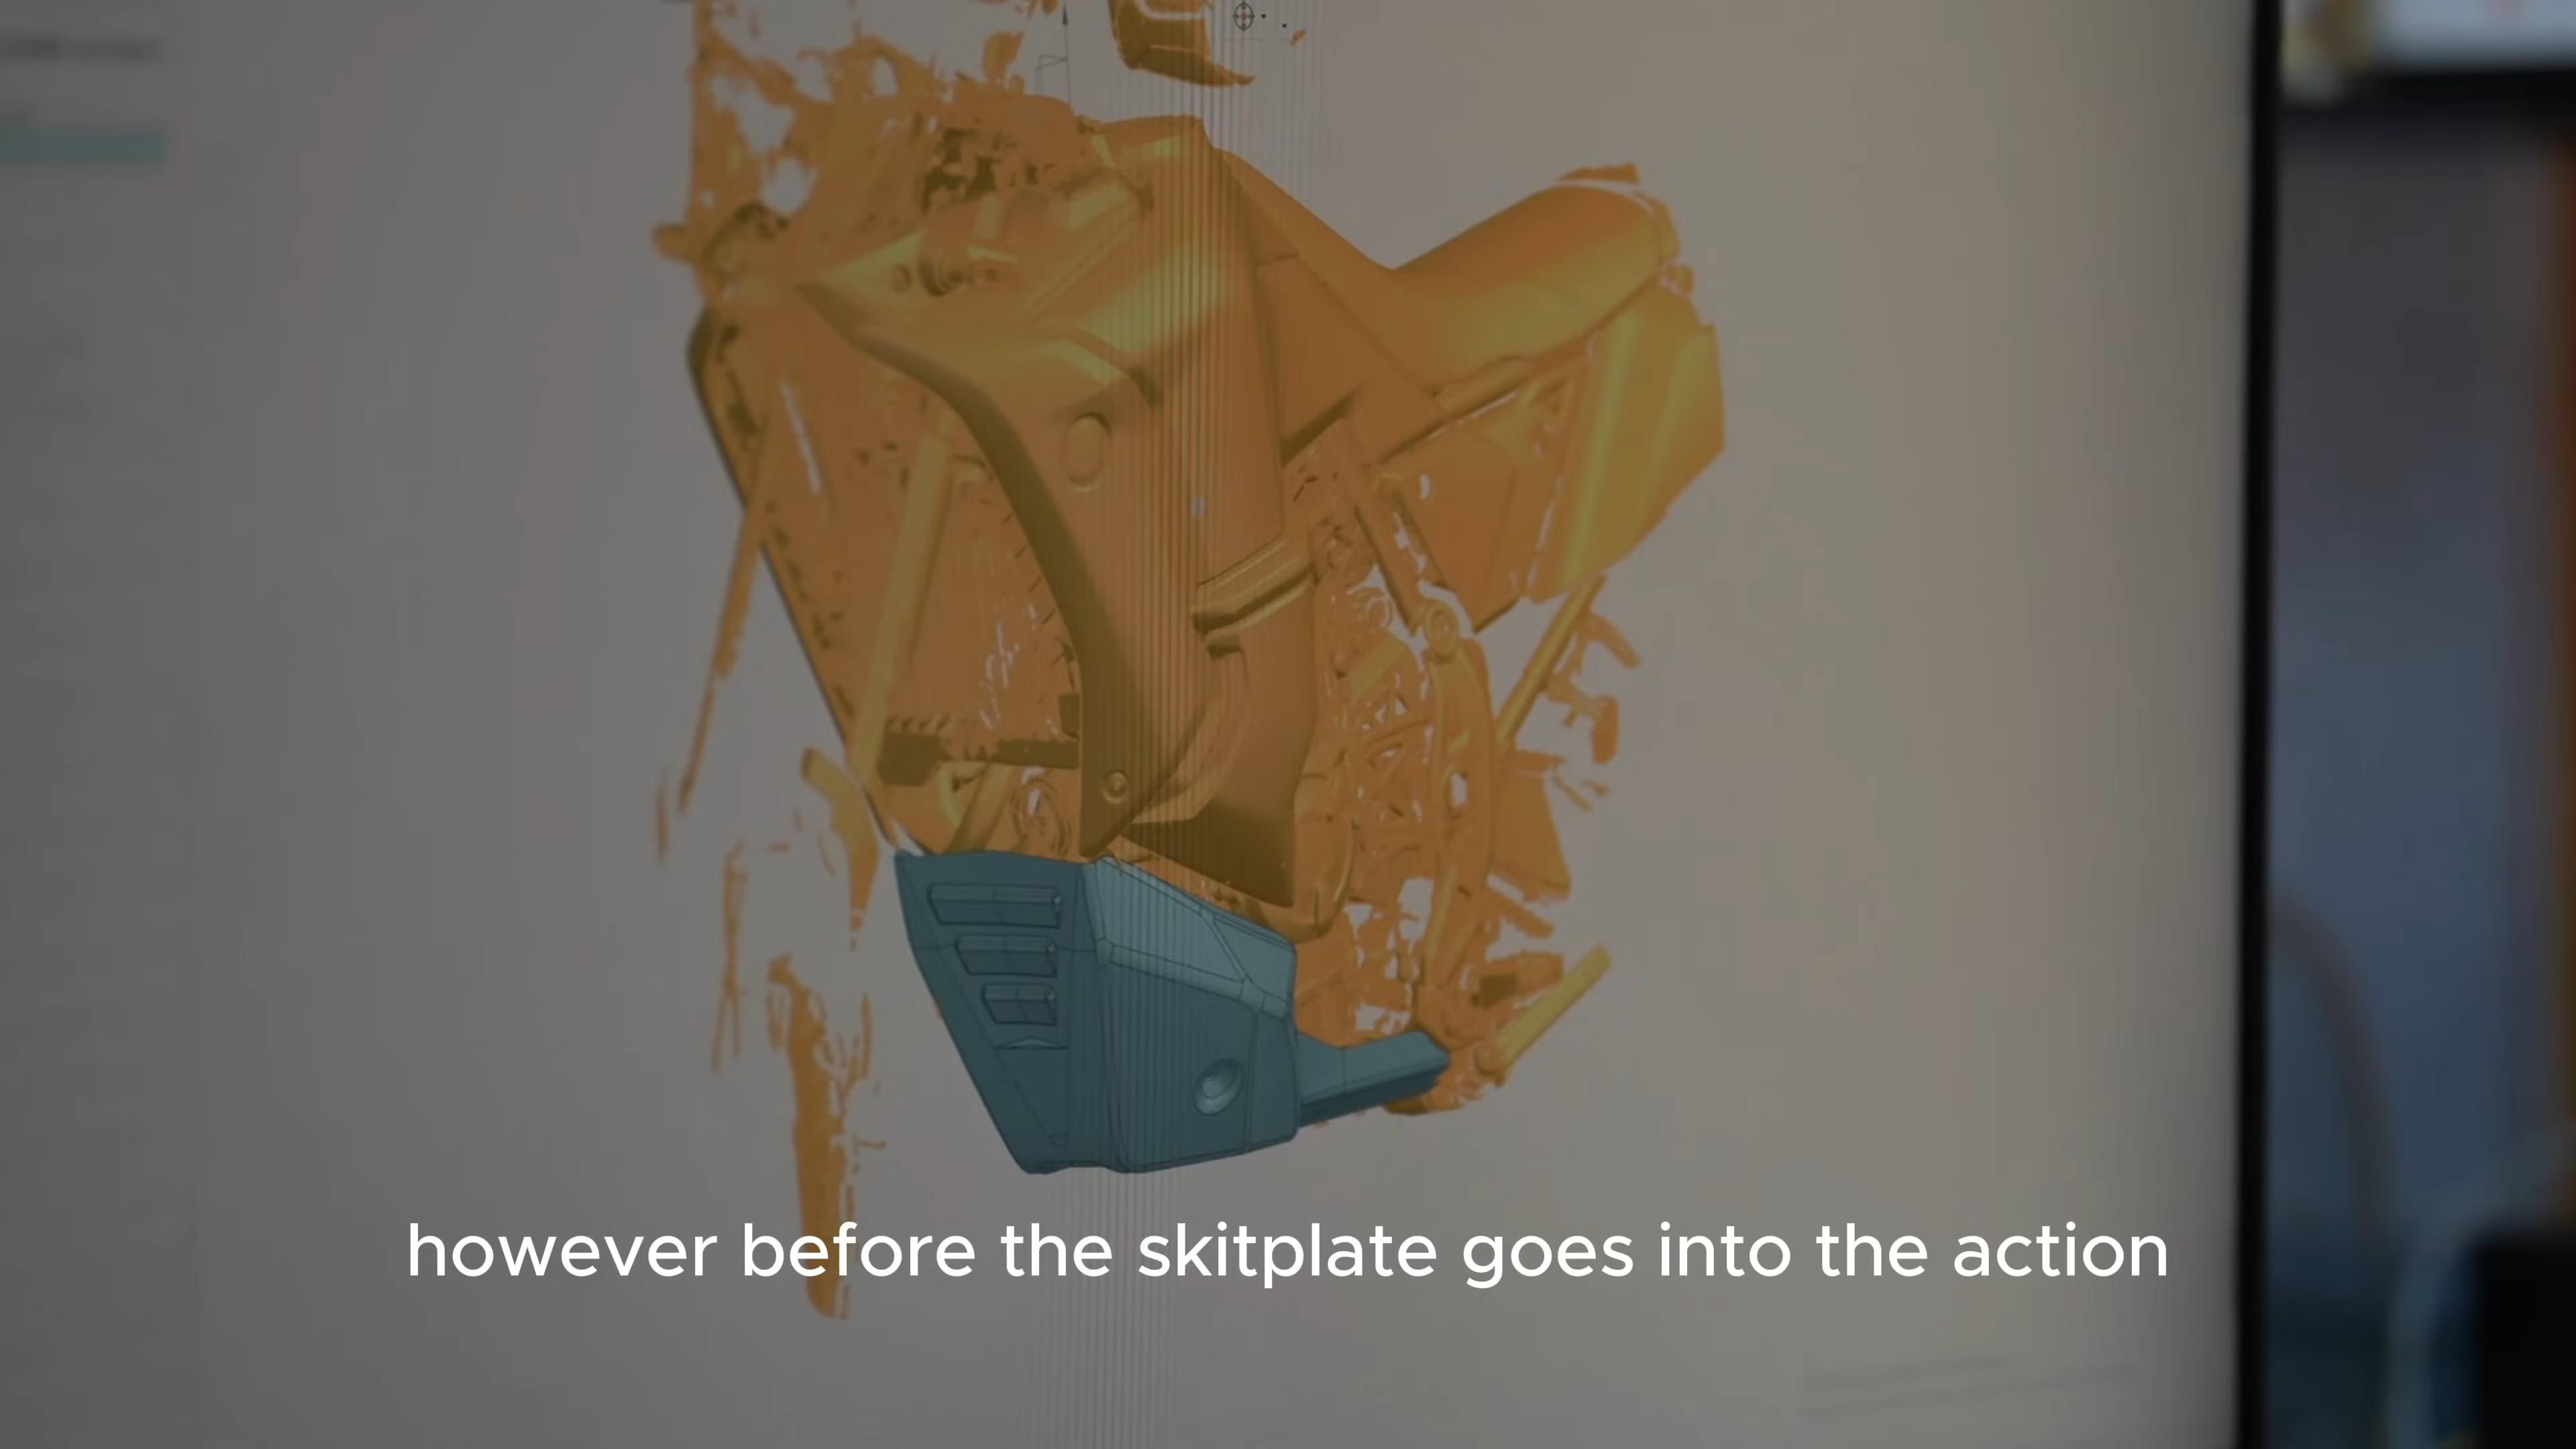 however before the skitplate goes into the action